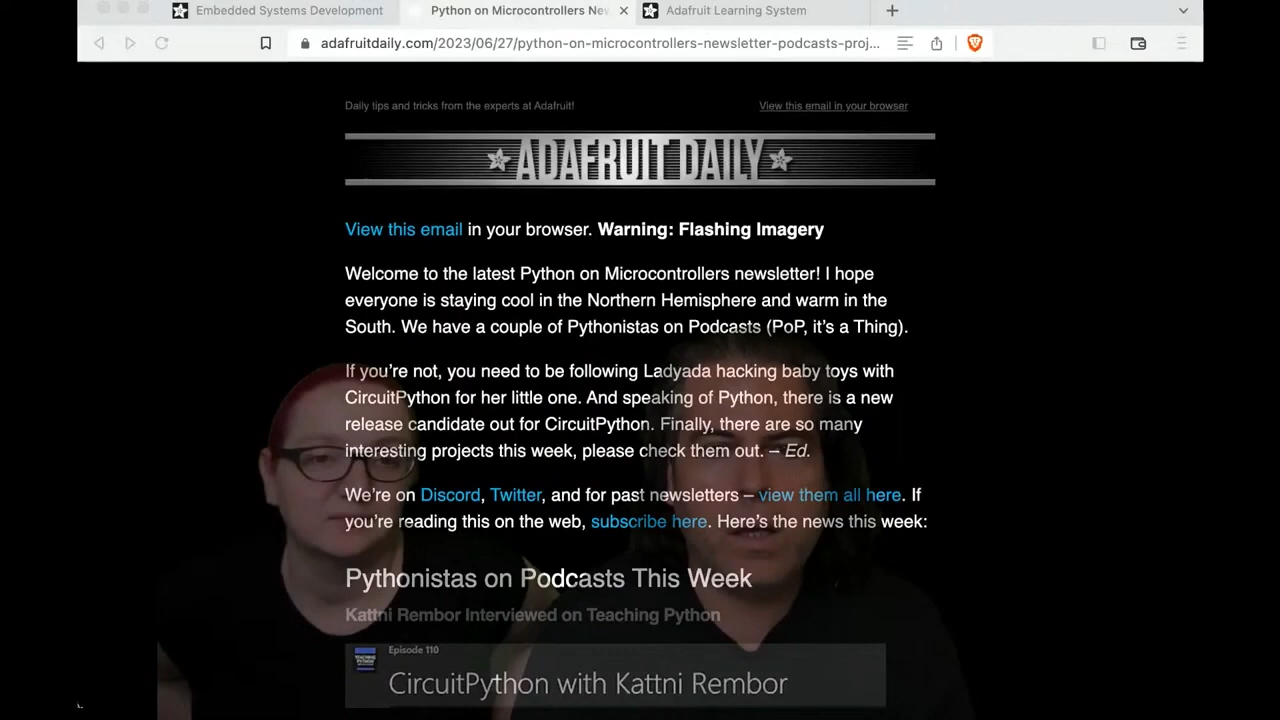 Embedded Systems Development
Python on Microcontrollers Ne
Adafruit Learning System
adafruitdaily.com/2023/06/27/python-on-microcontrollers-newsletter-podcasts-proj...
Daily tips and tricks from the experts at Adafruit!
View this email in your browser
ADAFRUIT DAILY
View this email in your browser. Warning: Flashing Imagery
Welcome to the latest Python on Microcontrollers newsletter! I hope
everyone is staying cool in the Northern Hemisphere and warm in the
South. We have a couple of Pythonistas on Podcasts (PoP, it's a Thing).
If you're not, you need to be following Ladyada hacking baby toys with
CircuitPython for her little one. And speaking of Python, there is a new
release candidate out for CircuitPython. Finally, there are so many
interesting projects this week, please check them out. – Ed.
We're on Discord, Twitter, and for past newsletters – view them all here. If
you're reading this on the web, subscribe here. Here's the news this week:
Pythonistas on Podcasts This Week
Kattni Rembor Interviewed on Teaching Python
Episode 110
TEACHING
PYTHON
CircuitPython with Kattni Rembor